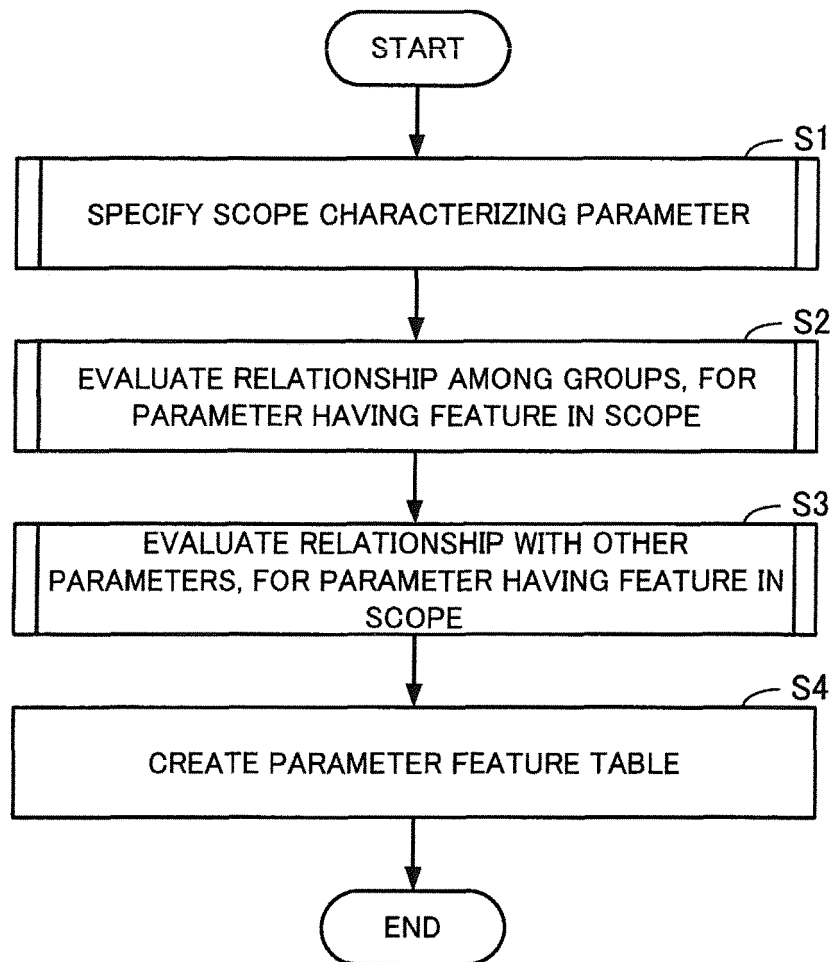 START
S1
SPECIFY SCOPE CHARACTERIZING PARAMETER
S2
EVALUATE RELATIONSHIP AMONG GROUPS, FOR
PARAMETER HAVING FEATURE IN SCOPE
S3
EVALUATE RELATIONSHIP WITH OTHER
PARAMETERS, FOR PARAMETER HAVING FEATURE IN
SCOPE
S4
CREATE PARAMETER FEATURE TABLE
END